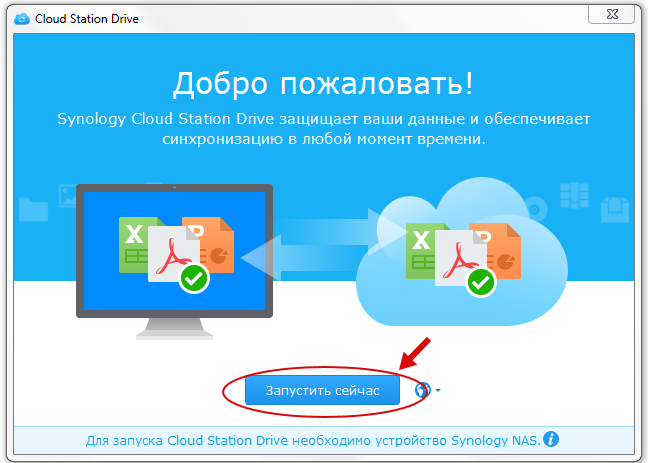 Cloud Station Drive
Добро пожаловать!
Synology Cloud Station Drive защищает ваши данные и обеспечивает
синхронизацию в любой момент времени.
X P X P
Запустить сейчас
Для запуска Cloud Station Drive необходимо устройство Synology NAS.